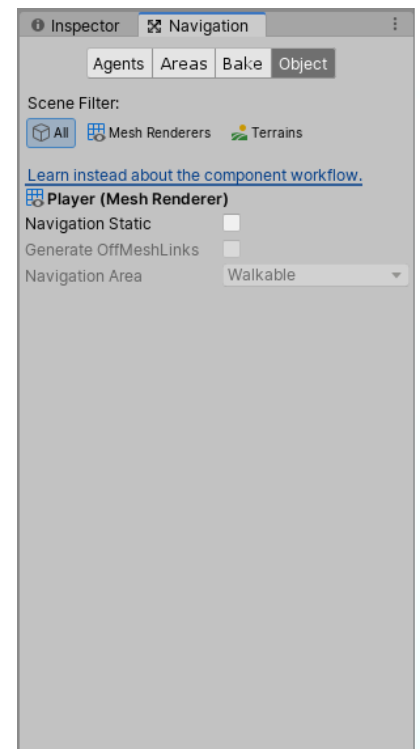 Inspector Navigation
Agents Areas Bake Object
Scene Filter:
All Mesh Renderers Terrains
Learn instead about the component workflow.
Player (Mesh Renderer)
Navigation Static
Generate OffMeshLinks
Navigation Area Walkable